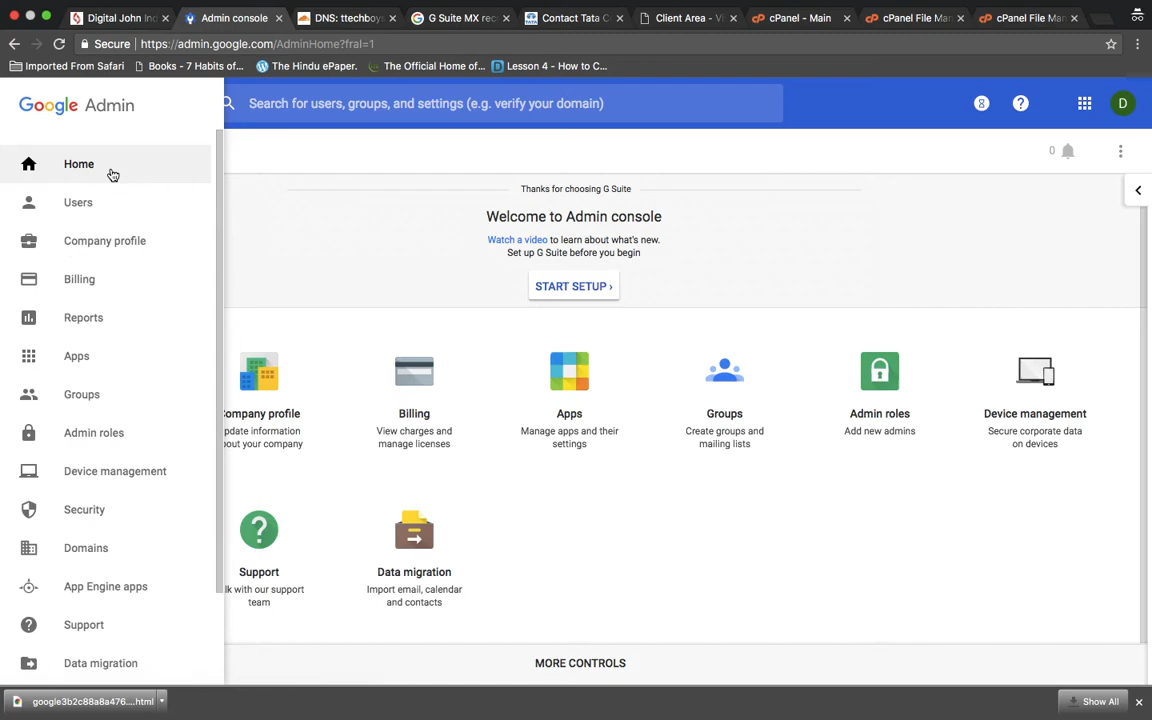 Digital John Ind
Admin console
DNS: ttechboys
G Suite MX rec
Contact Tata C
Client Area - Vi
cPanel - Main
cPanel File Man
cPanel File Man
Secure https://admin.google.com/AdminHome?fral=1
Imported From Safari
Books - 7 Habits of...
The Hindu ePaper.
The Official Home of...
Lesson 4 - How to C...
Google Admin
Search for users, groups, and settings (e.g. verify your domain)
D
0
Home
Users
Company profile
Billing
Reports
Apps
Groups
Admin roles
Device management
Security
Domains
App Engine apps
Support
Data migration
Thanks for choosing G Suite
Welcome to Admin console
Watch a video to learn about what's new.
Set up G Suite before you begin
START SETUP ›
ompany profile
pdate information
out your company
Billing
View charges and
manage licenses
Apps
Manage apps and their
settings
Groups
Create groups and
mailing lists
Admin roles
Add new admins
Device management
Secure corporate data
on devices
Support
lk with our support
team
Data migration
Import email, calendar
and contacts
MORE CONTROLS
google3b2c88a8a476....html
Show All